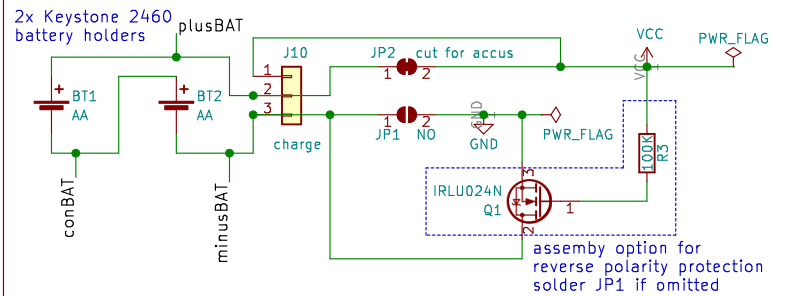 2x Keystone 2460
battery holders
plusBAT
J10
JP2
cut for accus
VCC
PWR_FLAG
1
2
3
1
2
VCC
1
+
BT1
AA
+
BT2
AA
charge
1
2
JP1
NO
GND
1
GND
PWR_FLAG
100K
R3
conBAT
minusBAT
IRLU024N
Q1
3
1
2
assemby option for
reverse polarity protection
solder JP1 if omitted